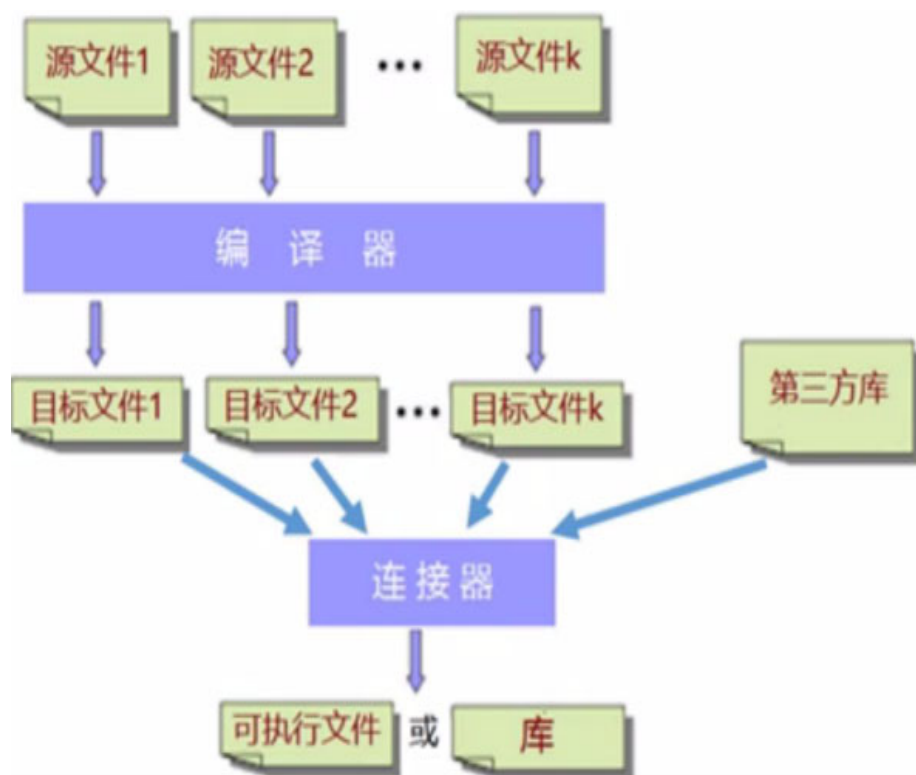 源文件1 源文件2 ••• 源文件k
编 译 器
目标文件1 目标文件2 ••• 目标文件k 第三方库
连接器
可执行文件 或 库